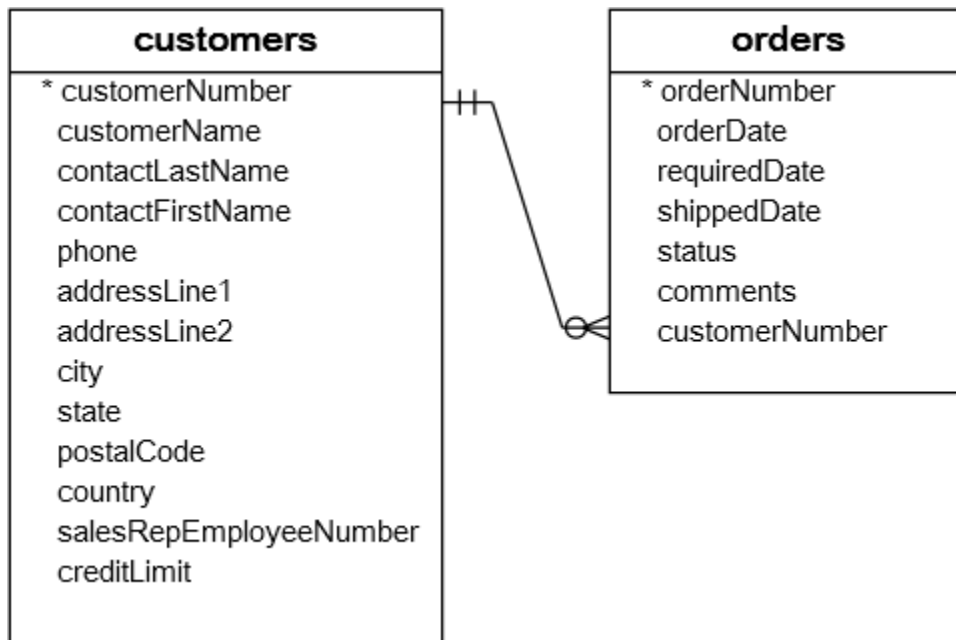 customers
* customerNumber
customerName
contactLastName
contactFirstName
phone
addressLine1
addressLine2
city
state
postalCode
country
salesRepEmployeeNumber
creditLimit
orders
* orderNumber
orderDate
requiredDate
shippedDate
status
comments
customerNumber